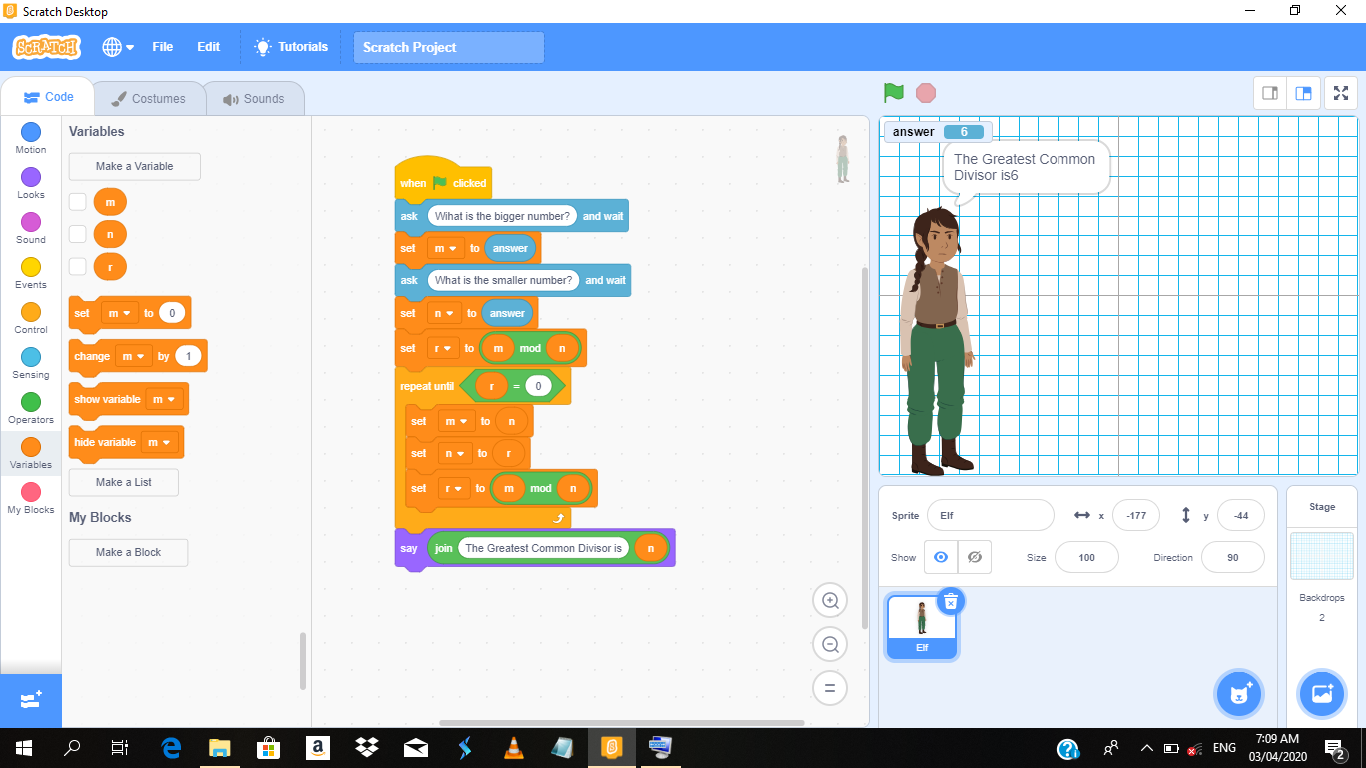 Scratch Desktop
SCRATCH
File
Edit
Tutorials
Scratch Project
Code
Costumes
Sounds
Motion
Looks
Sound
Events
Control
Sensing
Operators
Variables
My Blocks
Variables
Make a Variable
m
n
r
set m to 0
change m by 1
show variable m
hide variable m
Make a List
My Blocks
Make a Block
when clicked
ask What is the bigger number? and wait
set m to answer
ask What is the smaller number? and wait
set n to answer
set r to m mod n
repeat until r = 0
set m to n
set n to r
set r to m mod n
say join The Greatest Common Divisor is n
answer 6
The Greatest Common
Divisor is6
Sprite Elf x -177 y -44
Show Size 100 Direction 90
Elf
Stage
Backdrops
2
ENG
7:09 AM
03/04/2020
2